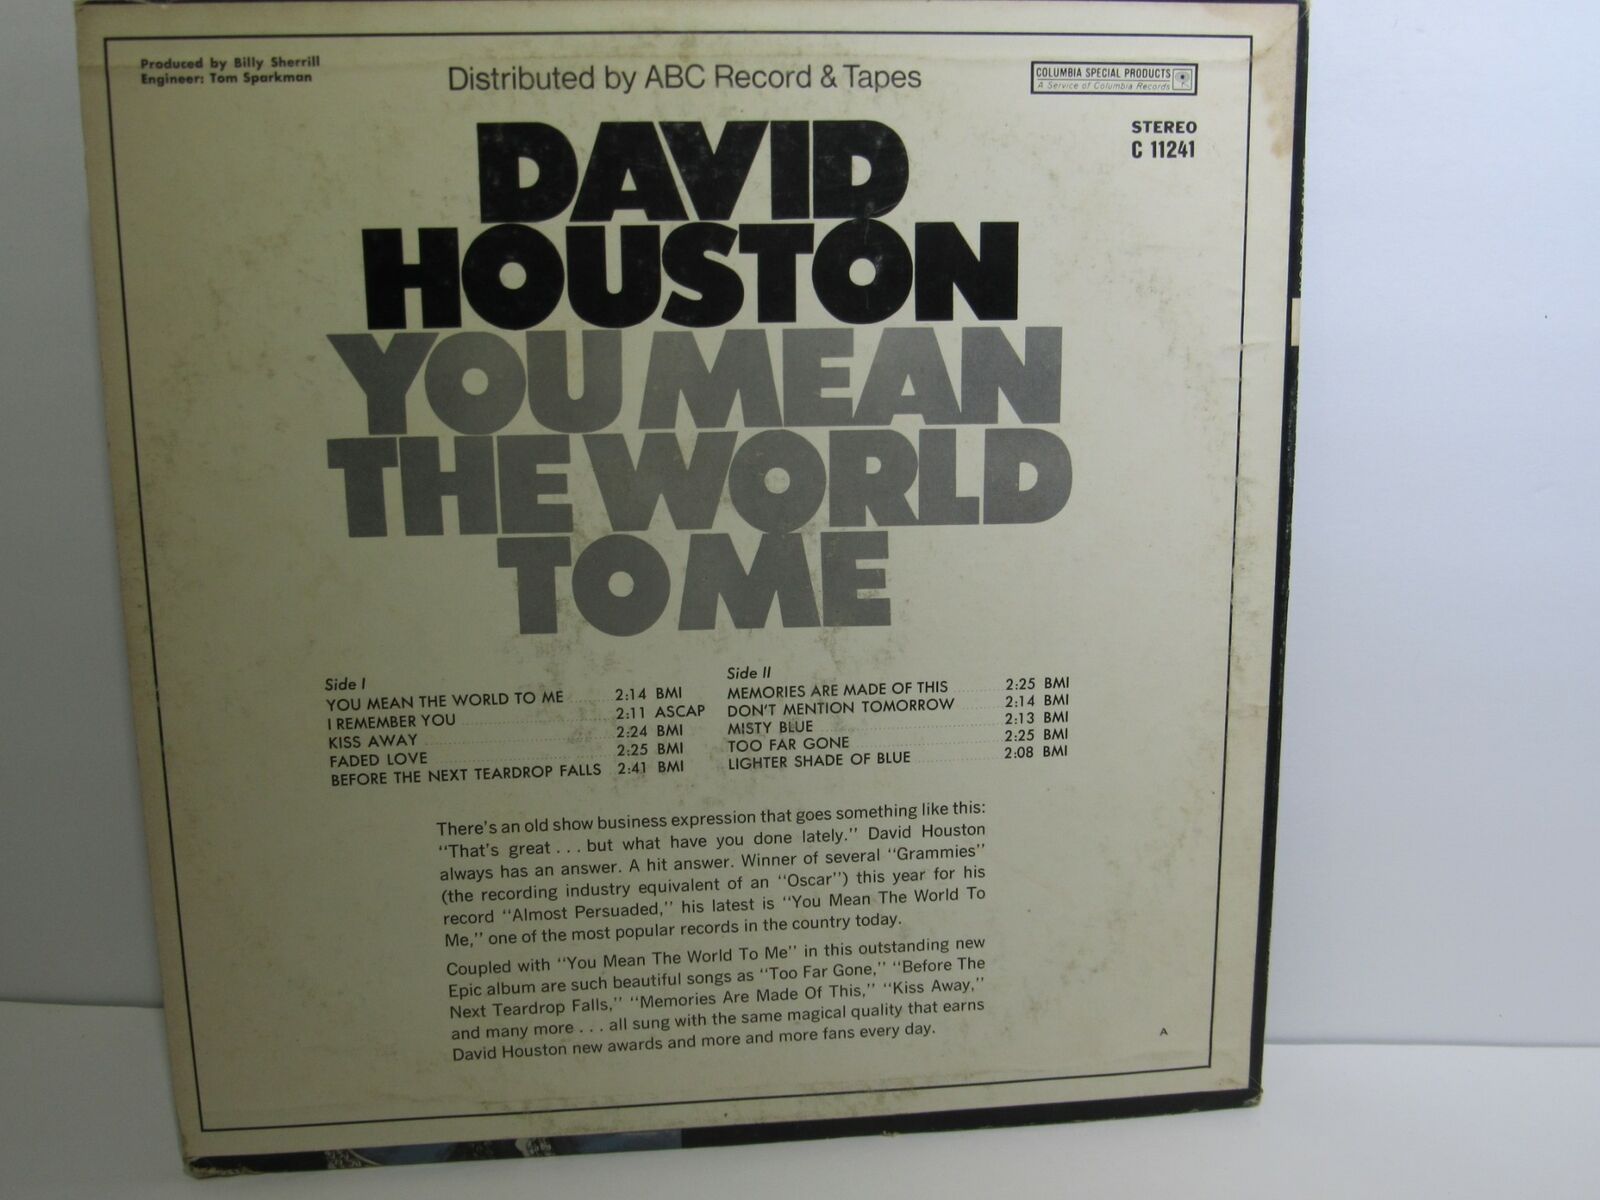 Produced by Billy Sherrill
Engineer: Tom Sparkman
Distributed by ABC Record & Tapes
COLUMBIA SPECIAL PRODUCTS
A Service of Columbia Records
STEREO
C 11241
DAVID
HOUSTON
YOU MEAN
THE WORLD
TO ME
Side I
YOU MEAN THE WORLD TO ME 2:14 BMI
I REMEMBER YOU 2:11 ASCAP
KISS AWAY 2:24 BMI
FADED LOVE 2:25 BMI
BEFORE THE NEXT TEARDROP FALLS 2:41 BMI
Side II
MEMORIES ARE MADE OF THIS 2:25 BMI
DON'T MENTION TOMORROW 2:14 BMI
MISTY BLUE 2:13 BMI
TOO FAR GONE 2:25 BMI
LIGHTER SHADE OF BLUE 2:08 BMI
There's an old show business expression that goes something like this:
"That's great . . . but what have you done lately." David Houston
always has an answer. A hit answer. Winner of several "Grammies"
(the recording industry equivalent of an "Oscar") this year for his
record "Almost Persuaded," his latest is "You Mean The World To
Me," one of the most popular records in the country today.
Coupled with "You Mean The World To Me" in this outstanding new
Epic album are such beautiful songs as "Too Far Gone," "Before The
Next Teardrop Falls," "Memories Are Made Of This," "Kiss Away,"
and many more . . . all sung with the same magical quality that earns
David Houston new awards and more and more fans every day.
A